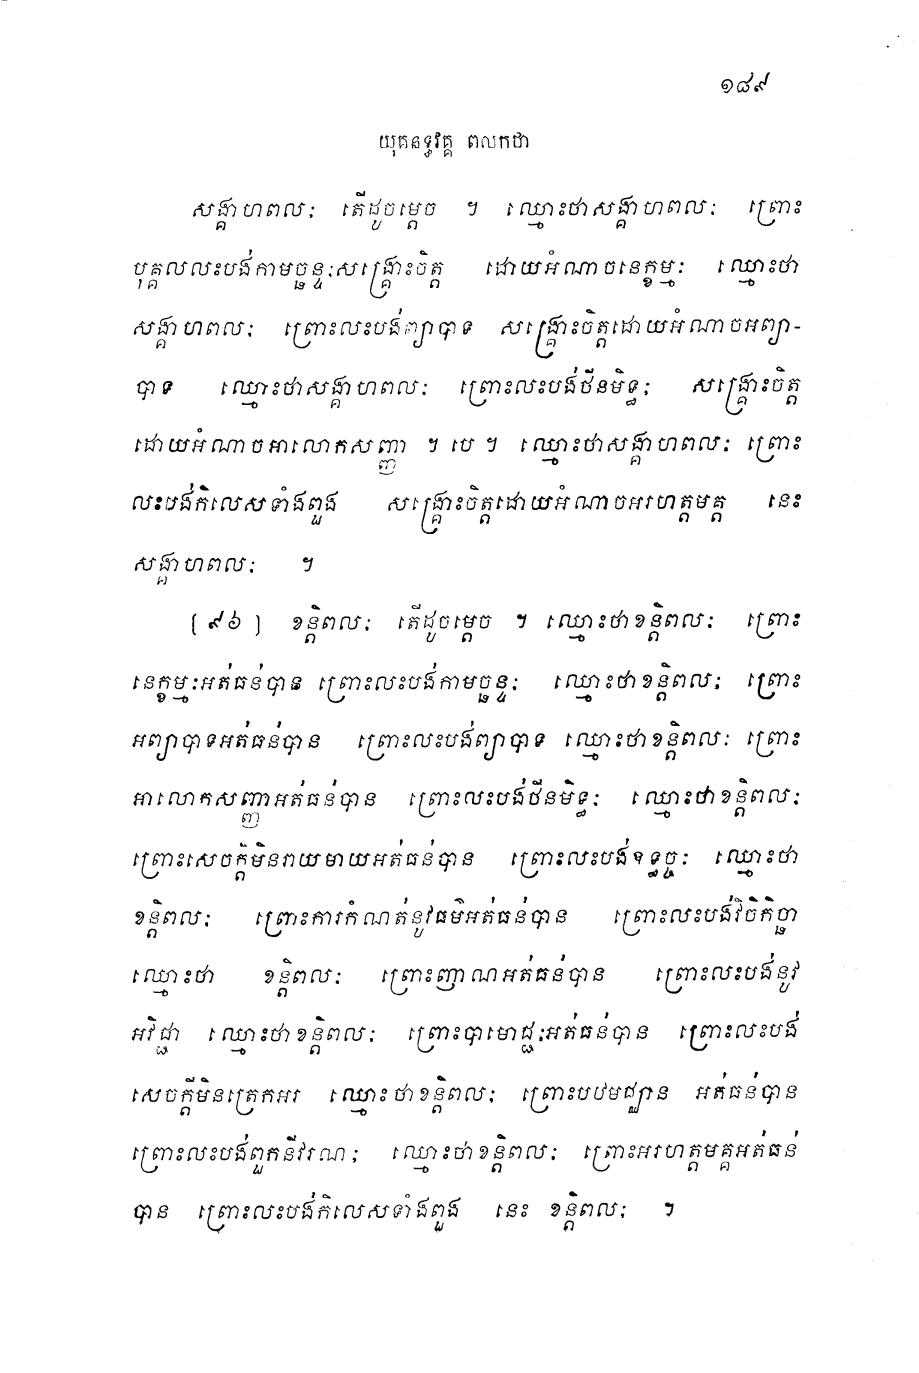 ១៨៩
យុគនទ្ធវគ្គ ពលកថា
សង្គាហពលៈ តើដូចម្តេច ។ ឈ្មោះថាសង្គាហពលៈ ព្រោះ
បុគ្គលលះបង់កាមច្ឆន្ទៈសង្គ្រោះចិត្ត ដោយអំណាចនេក្ខម្មៈ ឈ្មោះថា
សង្គាហពលៈ ព្រោះលះបង់ព្យាបាទ សង្គ្រោះចិត្តដោយអំណាចអព្យា-
បាទ ឈ្មោះថាសង្គាហពលៈ ព្រោះលះបង់ថីនមិទ្ធៈ សង្គ្រោះចិត្ត
ដោយអំណាចអាលោកសញ្ញា ។ បេ ។ ឈ្មោះថាសង្គាហពលៈ ព្រោះ
លះបង់កិលេសទាំងពួង សង្គ្រោះចិត្តដោយអំណាចអរហត្តមគ្គ នេះ
សង្គាហពលៈ ។
[ ៩៦ ] ខន្តិពលៈ តើដូចម្តេច ។ ឈ្មោះថាខន្តិពលៈ ព្រោះ
នេក្ខម្មៈអត់ធន់បាន ព្រោះលះបង់កាមច្ឆន្ទៈ ឈ្មោះថាខន្តិពលៈ ព្រោះ
អព្យាបាទអត់ធន់បាន ព្រោះលះបង់ព្យាបាទ ឈ្មោះថាខន្តិពលៈ ព្រោះ
អាលោកសញ្ញាអត់ធន់បាន ព្រោះលះបង់ថីនមិទ្ធៈ ឈ្មោះថាខន្តិពលៈ
ព្រោះសេចក្តីមិនរាយមាយអត់ធន់បាន ព្រោះលះបង់ឧទ្ធច្ចៈ ឈ្មោះថា
ខន្តិពលៈ ព្រោះការកំណត់នូវធម៌អត់ធន់បាន ព្រោះលះបង់វិចិកិច្ឆា
ឈ្មោះថា ខន្តិពលៈ ព្រោះញាណអត់ធន់បាន ព្រោះលះបង់នូវ
អវិជ្ជា ឈ្មោះថាខន្តិពលៈ ព្រោះបាមោជ្ជៈអត់ធន់បាន ព្រោះលះបង់
សេចក្តីមិនត្រេកអរ ឈ្មោះថាខន្តិពលៈ ព្រោះបឋមជ្ឈាន អត់ធន់បាន
ព្រោះលះបង់ពួកនីវរណៈ ឈ្មោះថាខន្តិពលៈ ព្រោះអរហត្តមគ្គអត់ធន់
បាន ព្រោះលះបង់កិលេសទាំងពួង នេះ ខន្តិពលៈ ។